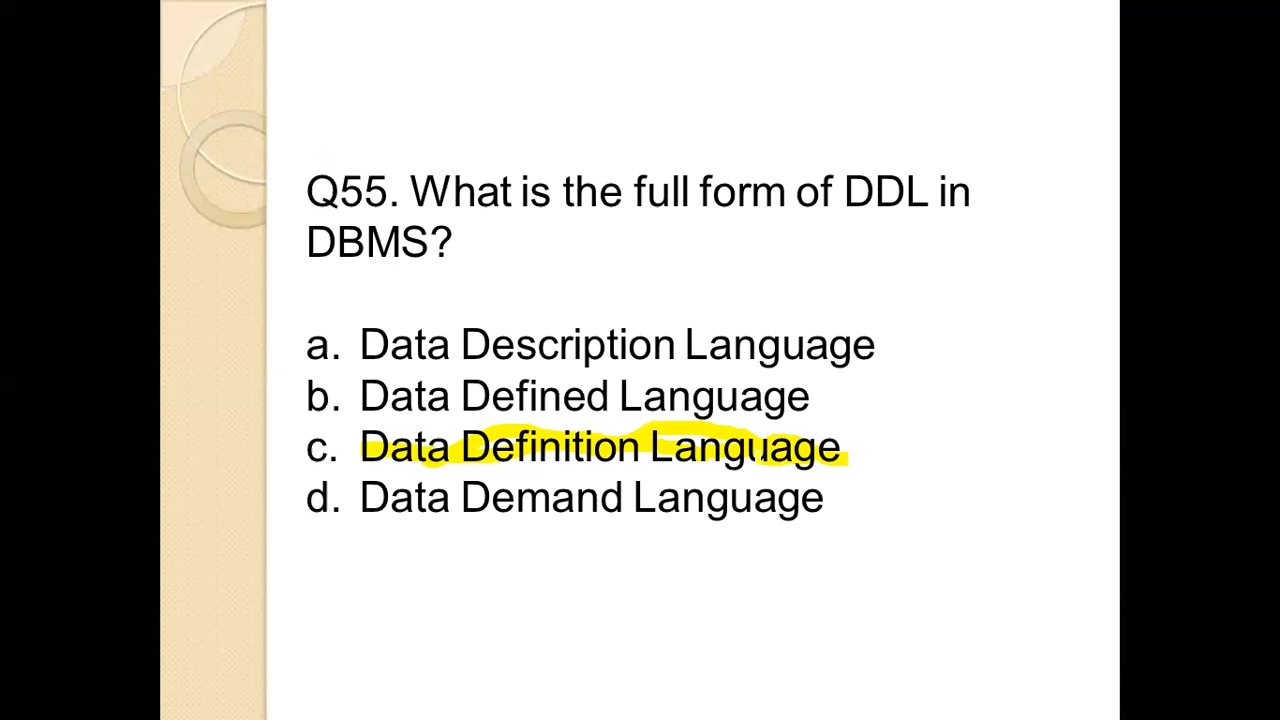 Q55. What is the full form of DDL in
DBMS?
a. Data Description Language
b. Data Defined Language
c. Data Definition Language
d. Data Demand Language